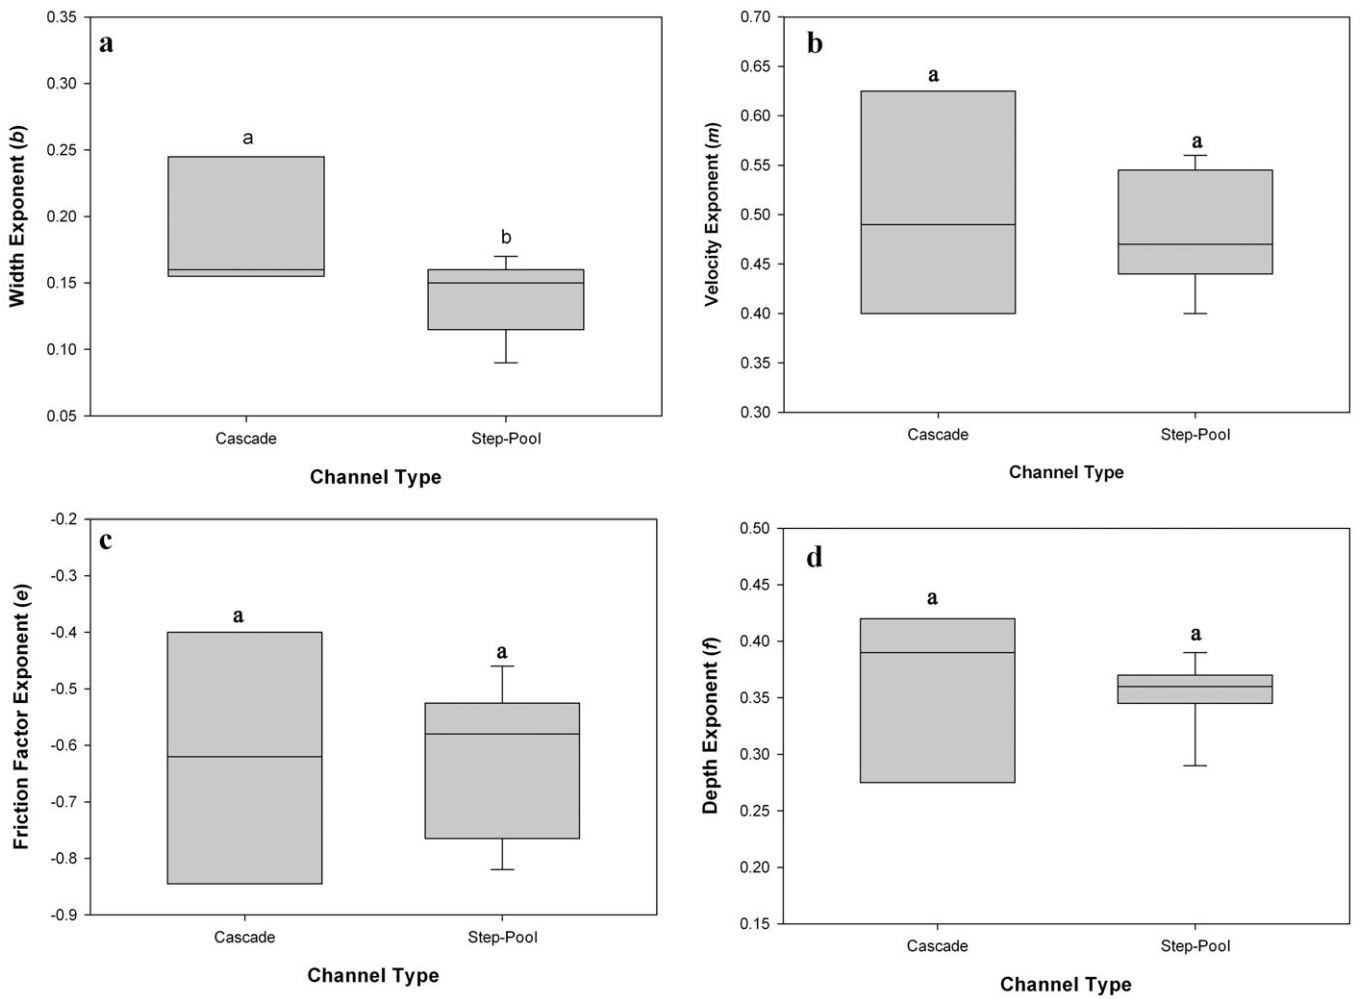 a
Width Exponent (b)
0.35
0.30
0.25
0.20
0.15
0.10
0.05
a
b
Cascade
Step-Pool
Channel Type
b
Velocity Exponent (m)
0.70
0.65
0.60
0.55
0.50
0.45
0.40
0.35
0.30
a
a
Cascade
Step-Pool
Channel Type
c
Friction Factor Exponent (e)
-0.2
-0.3
-0.4
-0.5
-0.6
-0.7
-0.8
-0.9
a
a
Cascade
Step-Pool
Channel Type
d
Depth Exponent (f)
0.50
0.45
0.40
0.35
0.30
0.25
0.20
0.15
a
a
Cascade
Step-Pool
Channel Type